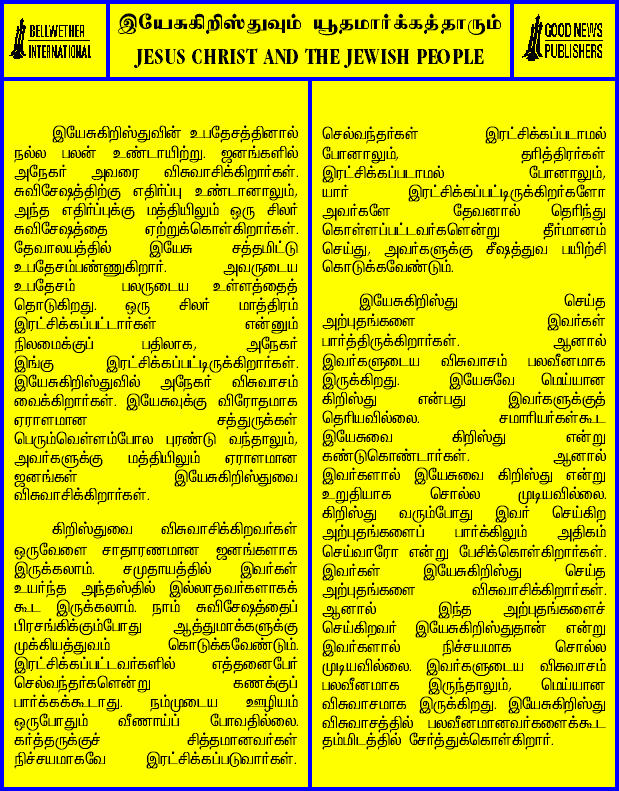 BELLWETHER
INTERNATIONAL
இயேசுகிறிஸ்துவும் யூதமார்க்கத்தாரும்
JESUS CHRIST AND THE JEWISH PEOPLE
GOOD NEWS
PUBLISHERS
இயேசுகிறிஸ்துவின் உபதேசத்தினால்
நல்ல பலன் உண்டாயிற்று. ஜனங்களில்
அநேகர் அவரை விசுவாசிக்கிறார்கள்.
சுவிசேஷத்திற்கு எதிர்ப்பு உண்டானாலும்,
அந்த எதிர்ப்புக்கு மத்தியிலும் ஒரு சிலர்
சுவிசேஷத்தை ஏற்றுக்கொள்கிறார்கள்.
தேவாலயத்தில் இயேசு சத்தமிட்டு
உபதேசம்பண்ணுகிறார். அவருடைய
உபதேசம் பலருடைய உள்ளத்தைத்
தொடுகிறது. ஒரு சிலர் மாத்திரம்
இரட்சிக்கப்பட்டார்கள் என்னும்
நிலமைக்குப் பதிலாக, அநேகர்
இங்கு இரட்சிக்கப்பட்டிருக்கிறார்கள்.
இயேசுகிறிஸ்துவில் அநேகர் விசுவாசம்
வைக்கிறார்கள். இயேசுவுக்கு விரோதமாக
ஏராளமான சத்துருக்கள்
பெரும்வெள்ளம்போல புரண்டு வந்தாலும்,
அவர்களுக்கு மத்தியிலும் ஏராளமான
ஜனங்கள் இயேசுகிறிஸ்துவை
விசுவாசிக்கிறார்கள்.
கிறிஸ்துவை விசுவாசிக்கிறவர்கள்
ஒருவேளை சாதாரணமான ஜனங்களாக
இருக்கலாம். சமுதாயத்தில் இவர்கள்
உயர்ந்த அந்தஸ்தில் இல்லாதவர்களாகக்
கூட இருக்கலாம். நாம் சுவிசேஷத்தைப்
பிரசங்கிக்கும்போது ஆத்துமாக்களுக்கு
முக்கியத்துவம் கொடுக்கவேண்டும்.
இரட்சிக்கப்பட்டவர்களில் எத்தனைபேர்
செல்வந்தர்களென்று கணக்குப்
பார்க்கக்கூடாது. நம்முடைய ஊழியம்
ஒருபோதும் வீணாய்ப் போவதில்லை.
கர்த்தருக்குச் சித்தமானவர்கள்
நிச்சயமாகவே இரட்சிக்கப்படுவார்கள்.
செல்வந்தர்கள் இரட்சிக்கப்படாமல்
போனாலும், தரித்திரர்கள்
இரட்சிக்கப்படாமல் போனாலும்,
யார் இரட்சிக்கப்பட்டிருக்கிறார்களோ
அவர்களே தேவனால் தெரிந்து
கொள்ளப்பட்டவர்களென்று தீர்மானம்
செய்து, அவர்களுக்கு சீஷத்துவ பயிற்சி
கொடுக்கவேண்டும்.
இயேசுகிறிஸ்து செய்த
அற்புதங்களை இவர்கள்
பார்த்திருக்கிறார்கள். ஆனால்
இவர்களுடைய விசுவாசம் பலவீனமாக
இருக்கிறது. இயேசுவே மெய்யான
கிறிஸ்து என்பது இவர்களுக்குத்
தெரியவில்லை. சமாரியர்கள்கூட
இயேசுவை கிறிஸ்து என்று
கண்டுகொண்டார்கள். ஆனால்
இவர்களால் இயேசுவை கிறிஸ்து என்று
உறுதியாக சொல்ல முடியவில்லை.
கிறிஸ்து வரும்போது இவர் செய்கிற
அற்புதங்களைப் பார்க்கிலும் அதிகம்
செய்வாரோ என்று பேசிக்கொள்கிறார்கள்.
இவர்கள் இயேசுகிறிஸ்து செய்த
அற்புதங்களை விசுவாசிக்கிறார்கள்.
ஆனால் இந்த அற்புதங்களைச்
செய்கிறவர் இயேசுகிறிஸ்துதான் என்று
இவர்களால் நிச்சயமாக சொல்ல
முடியவில்லை. இவர்களுடைய விசுவாசம்
பலவீனமாக இருந்தாலும், மெய்யான
விசுவாசமாக இருக்கிறது. இயேசுகிறிஸ்து
விசுவாசத்தில் பலவீனமானவர்களைக்கூட
தம்மிடத்தில் சேர்த்துக்கொள்கிறார்.